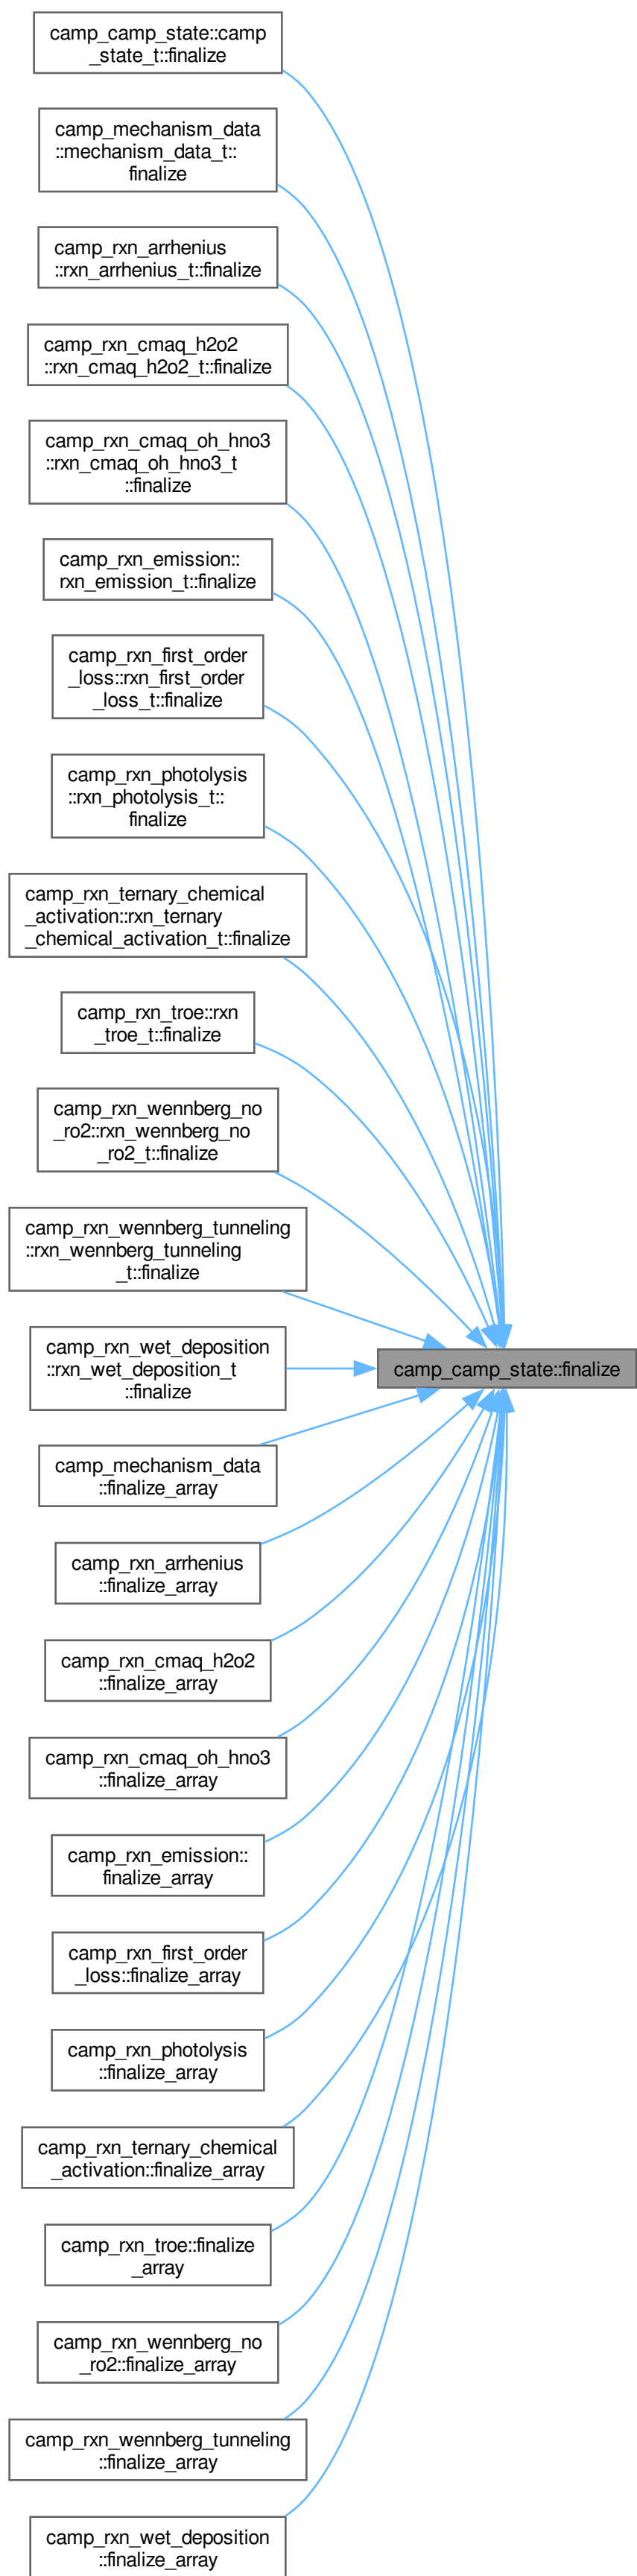 camp_camp_state::camp
_state_t::finalize
camp_mechanism_data
::mechanism_data_t::
finalize
camp_rxn_arrhenius
::rxn_arrhenius_t::finalize
camp_rxn_cmaq_h2o2
::rxn_cmaq_h2o2_t::finalize
camp_rxn_cmaq_oh_hno3
::rxn_cmaq_oh_hno3_t
::finalize
camp_rxn_emission::
rxn_emission_t::finalize
camp_rxn_first_order
_loss::rxn_first_order
_loss_t::finalize
camp_rxn_photolysis
::rxn_photolysis_t::
finalize
camp_rxn_ternary_chemical
_activation::rxn_ternary
_chemical_activation_t::finalize
camp_rxn_troe::rxn
_troe_t::finalize
camp_rxn_wennberg_no
_ro2::rxn_wennberg_no
_ro2_t::finalize
camp_rxn_wennberg_tunneling
::rxn_wennberg_tunneling
_t::finalize
camp_rxn_wet_deposition
::rxn_wet_deposition_t
::finalize
camp_camp_state::finalize
camp_mechanism_data
::finalize_array
camp_rxn_arrhenius
::finalize_array
camp_rxn_cmaq_h2o2
::finalize_array
camp_rxn_cmaq_oh_hno3
::finalize_array
camp_rxn_emission::
finalize_array
camp_rxn_first_order
_loss::finalize_array
camp_rxn_photolysis
::finalize_array
camp_rxn_ternary_chemical
_activation::finalize_array
camp_rxn_troe::finalize
_array
camp_rxn_wennberg_no
_ro2::finalize_array
camp_rxn_wennberg_tunneling
::finalize_array
camp_rxn_wet_deposition
::finalize_array